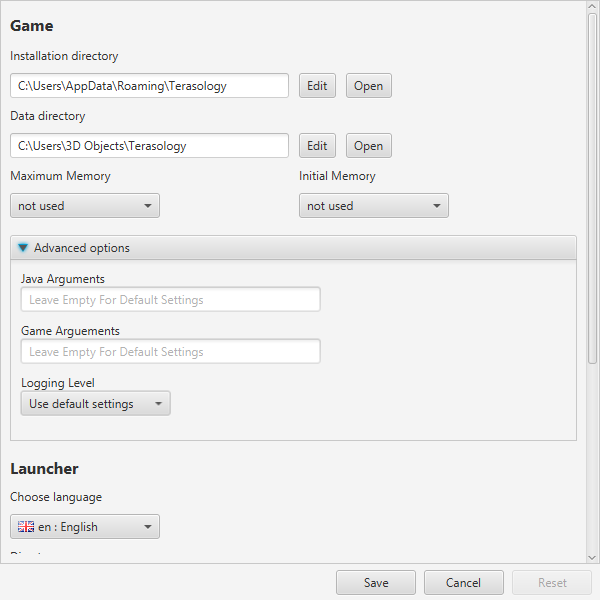 Game
Installation directory
C:\Users\AppData\Roaming\Terasology Edit Open
Data directory
C:\Users\3D Objects\Terasology Edit Open
Maximum Memory Initial Memory
not used not used
Advanced options
Java Arguments
Leave Empty For Default Settings
Game Arguements
Leave Empty For Default Settings
Logging Level
Use default settings
Launcher
Choose language
en : English
Save Cancel Reset